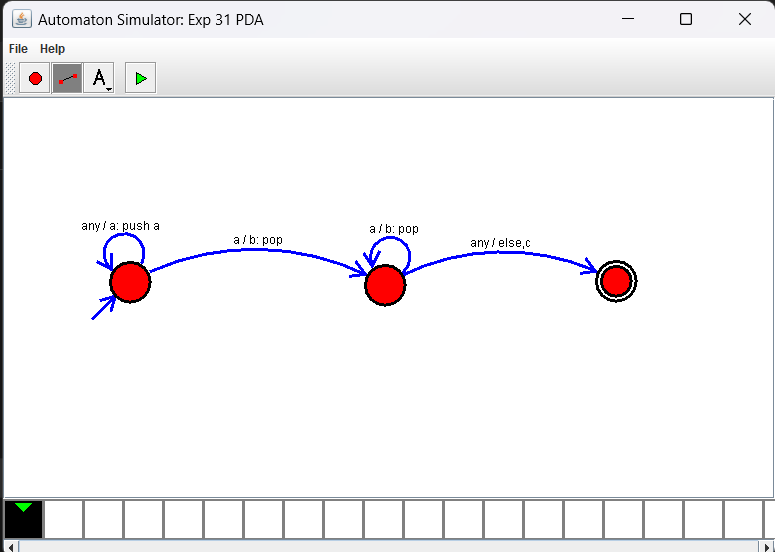 Automaton Simulator: Exp 31 PDA
File Help
A
any / a: push a
a / b: pop
a / b: pop
any / else,c